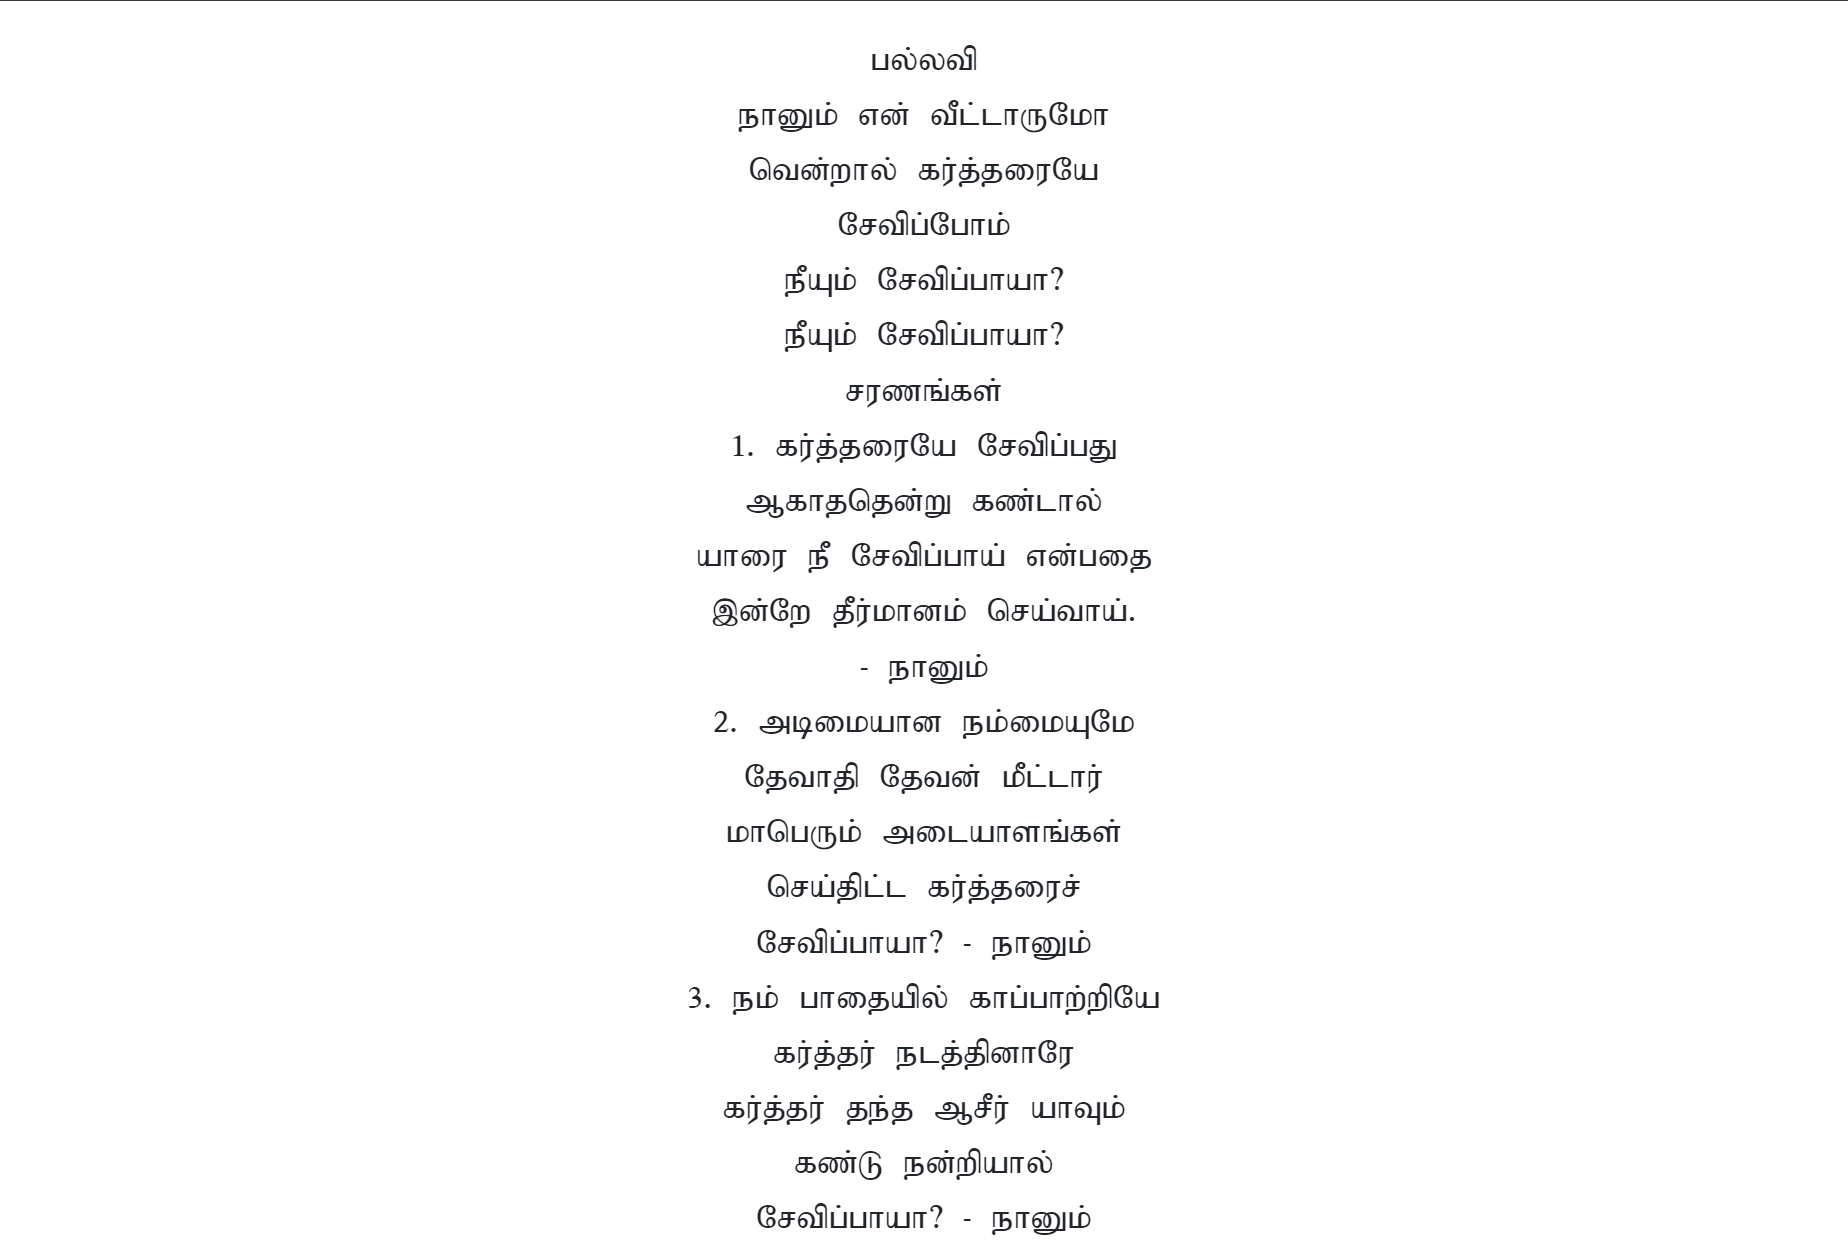 பல்லவி
நானும் என் வீட்டாருமோ
வென்றால் கர்த்தரையே
சேவிப்போம்
நீயும் சேவிப்பாயா?
நீயும் சேவிப்பாயா?
சரணங்கள்
1. கர்த்தரையே சேவிப்பது
ஆகாததென்று கண்டால்
யாரை நீ சேவிப்பாய் என்பதை
இன்றே தீர்மானம் செய்வாய்.
- நானும்
2. அடிமையான நம்மையுமே
தேவாதி தேவன் மீட்டார்
மாபெரும் அடையாளங்கள்
செய்திட்ட கர்த்தரைச்
சேவிப்பாயா? - நானும்
3. நம் பாதையில் காப்பாற்றியே
கர்த்தர் நடத்தினாரே
கர்த்தர் தந்த ஆசீர் யாவும்
கண்டு நன்றியால்
சேவிப்பாயா? - நானும்